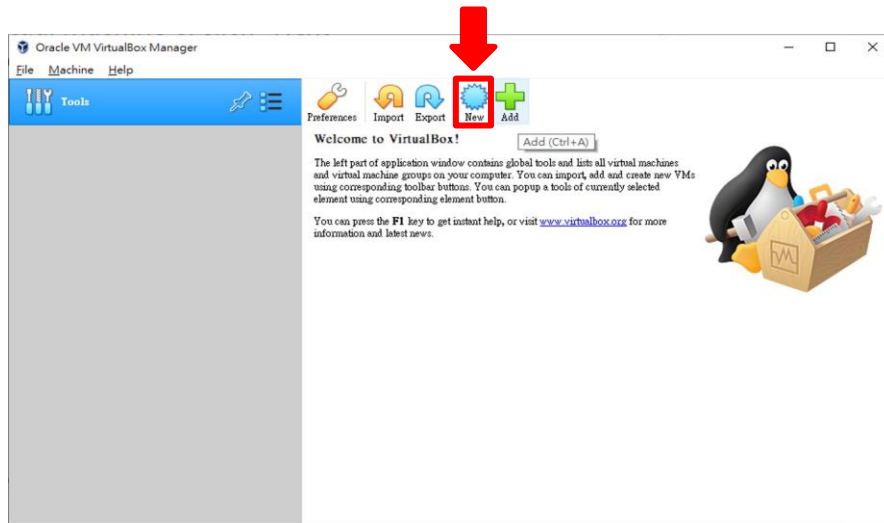 Oracle VM VirtualBox Manager
File Machine Help
Tools
Preferences Import Export New Add
Welcome to VirtualBox!
Add (Ctrl+A)
The left part of application window contains global tools and lists all virtual machines
and virtual machine groups on your computer. You can import, add and create new VMs
using corresponding toolbar buttons. You can popup a tools of currently selected
element using corresponding element button.
You can press the F1 key to get instant help, or visit www.virtualbox.org for more
information and latest news.